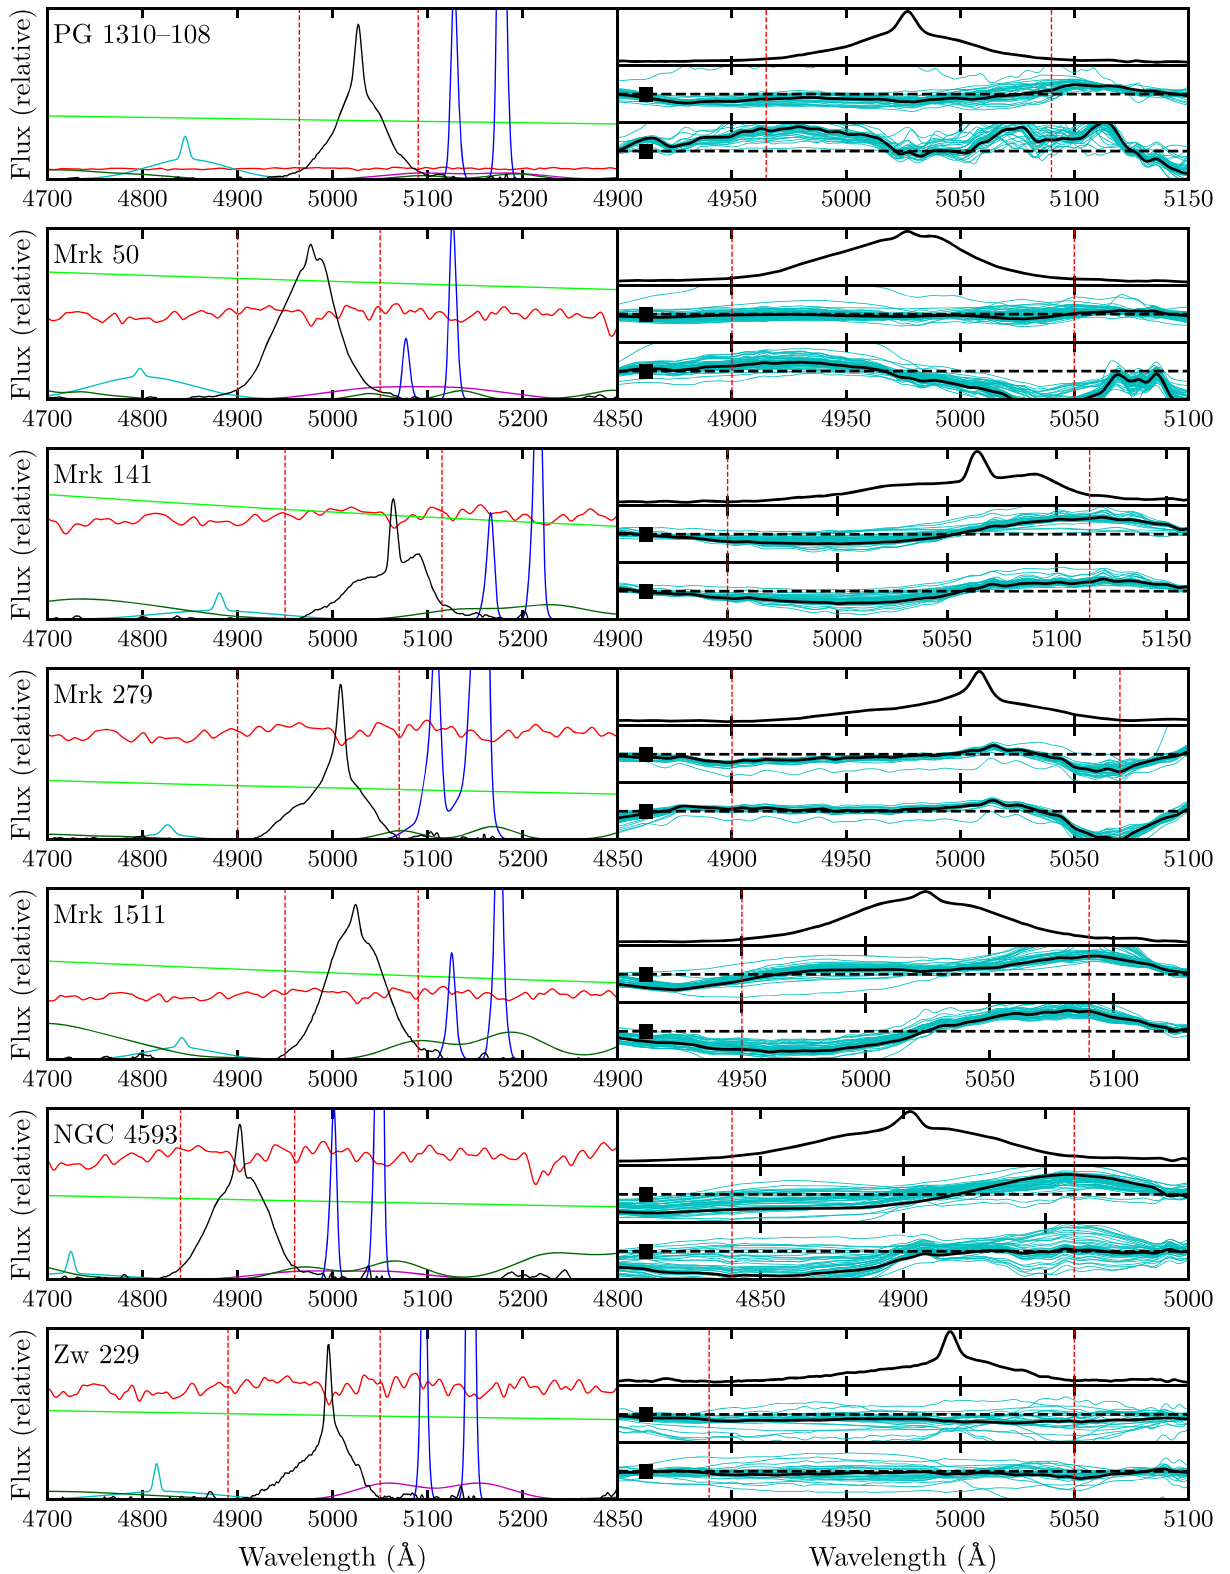 Flux (relative)
PG 1310–108
4700 4800 4900 5000 5100 5200 4900 4950 5000 5050 5100 5150
Flux (relative)
Mrk 50
4700 4800 4900 5000 5100 5200 4850 4900 4950 5000 5050 5100
Flux (relative)
Mrk 141
4700 4800 4900 5000 5100 5200 4900 4950 5000 5050 5100 5150
Flux (relative)
Mrk 279
4700 4800 4900 5000 5100 5200 4850 4900 4950 5000 5050 5100
Flux (relative)
Mrk 1511
4700 4800 4900 5000 5100 5200 4900 4950 5000 5050 5100
Flux (relative)
NGC 4593
4700 4800 4900 5000 5100 5200 4800 4850 4900 4950 5000
Flux (relative)
Zw 229
4700 4800 4900 5000 5100 5200 4850 4900 4950 5000 5050 5100
Wavelength (Å) Wavelength (Å)